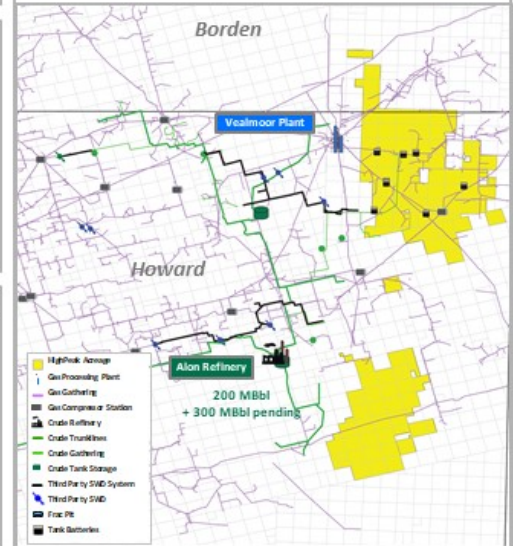 Borden
Vealmoor Plant
Howard
Alon Refinery
200 MBbl
+ 300 MBbl pending
HighPeak Acreage
Gas Processing Plant
Gas Gathering
Gas Compressor Station
Crude Refinery
Crude Trunklines
Crude Gathering
Crude Tank Storage
Third Party SWD System
Third Party SWD
Frac Pit
Tank Batteries